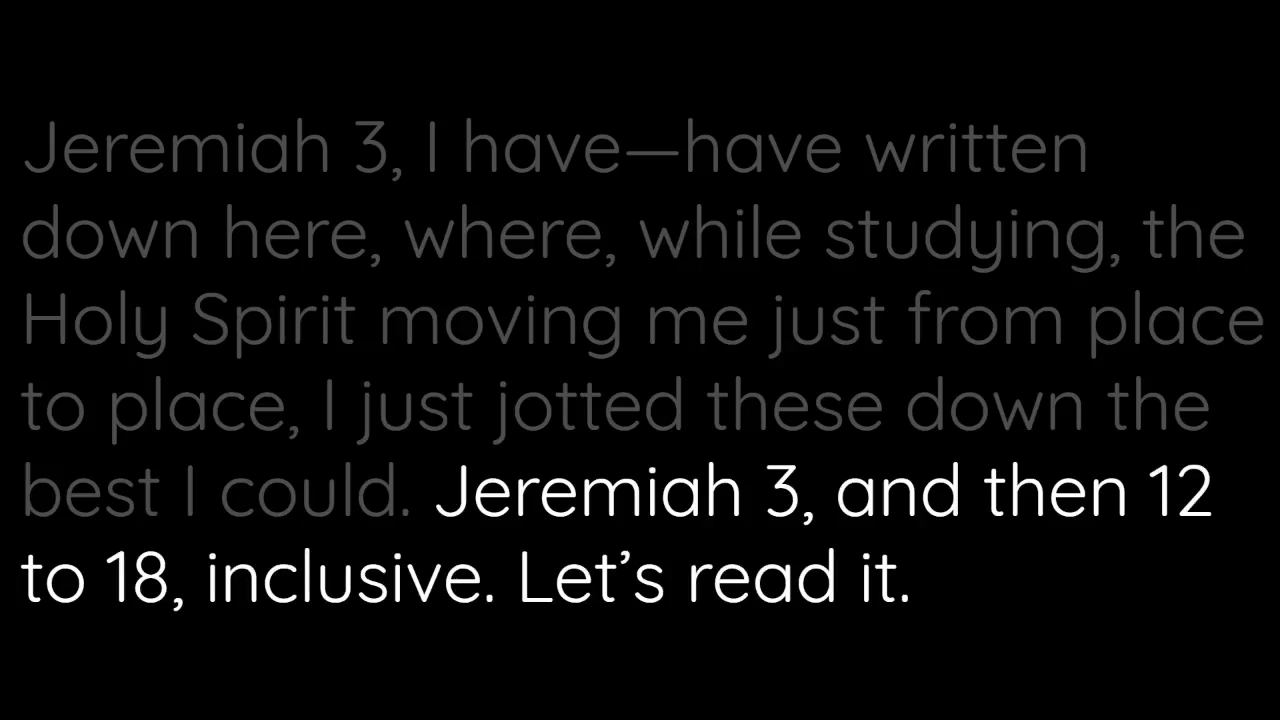 Jeremiah 3, I have—have written
down here, where, while studying, the
Holy Spirit moving me just from place
to place, I just jotted these down the
best I could. Jeremiah 3, and then 12
to 18, inclusive. Let’s read it.